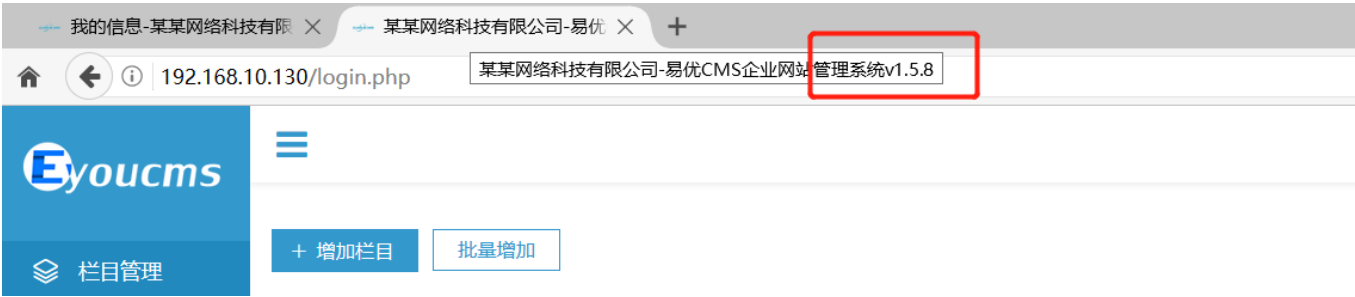 我的信息-某某网络科技有限
某某网络科技有限公司-易优
192.168.10.130/login.php
某某网络科技有限公司-易优CMS企业网站管理系统v1.5.8
Eyoucms
+ 增加栏目
批量增加
栏目管理